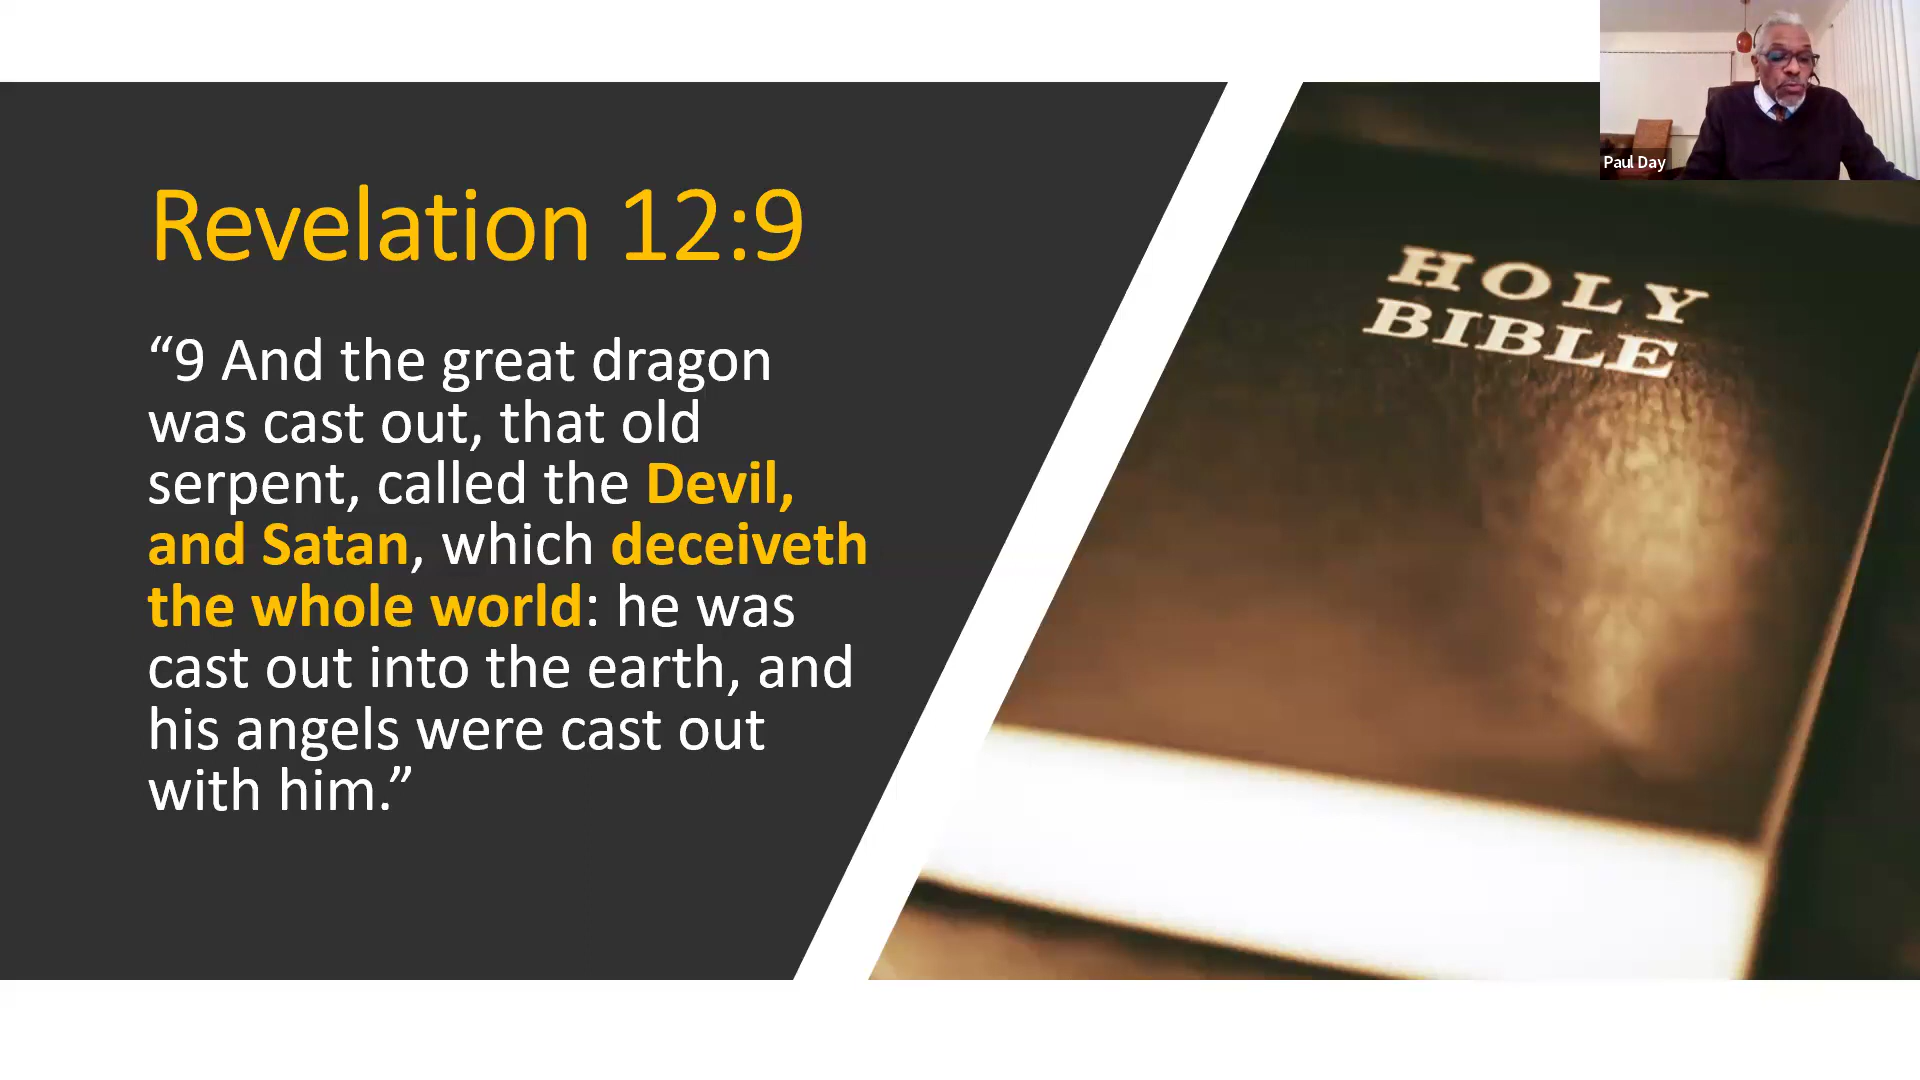 Paul Day
Revelation 12:9
HOLY
BIBLE
“9 And the great dragon
was cast out, that old
serpent, called the Devil,
and Satan, which deceiveth
the whole world: he was
cast out into the earth, and
his angels were cast out
with him.”